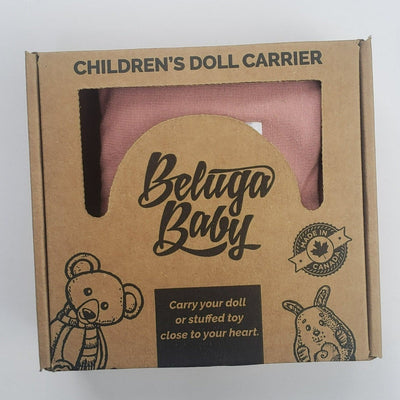 CHILDREN'S DOLL CARRIER
Beluga
Baby
MADE IN
CANADA
Carry your doll
or stuffed toy
close to your heart.